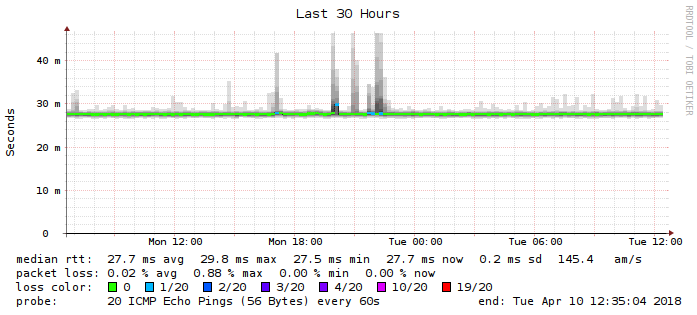 Last 30 Hours
RRDTOOL / TOBI OETIKER
Seconds
40 m
30 m
20 m
10 m
0
Mon 12:00 Mon 18:00 Tue 00:00 Tue 06:00 Tue 12:00
median rtt: 27.7 ms avg 29.8 ms max 27.5 ms min 27.7 ms now 0.2 ms sd 145.4 am/s
packet loss: 0.02 % avg 0.88 % max 0.00 % min 0.00 % now
loss color: 0 1/20 2/20 3/20 4/20 10/20 19/20
probe: 20 ICMP Echo Pings (56 Bytes) every 60s end: Tue Apr 10 12:35:04 2018